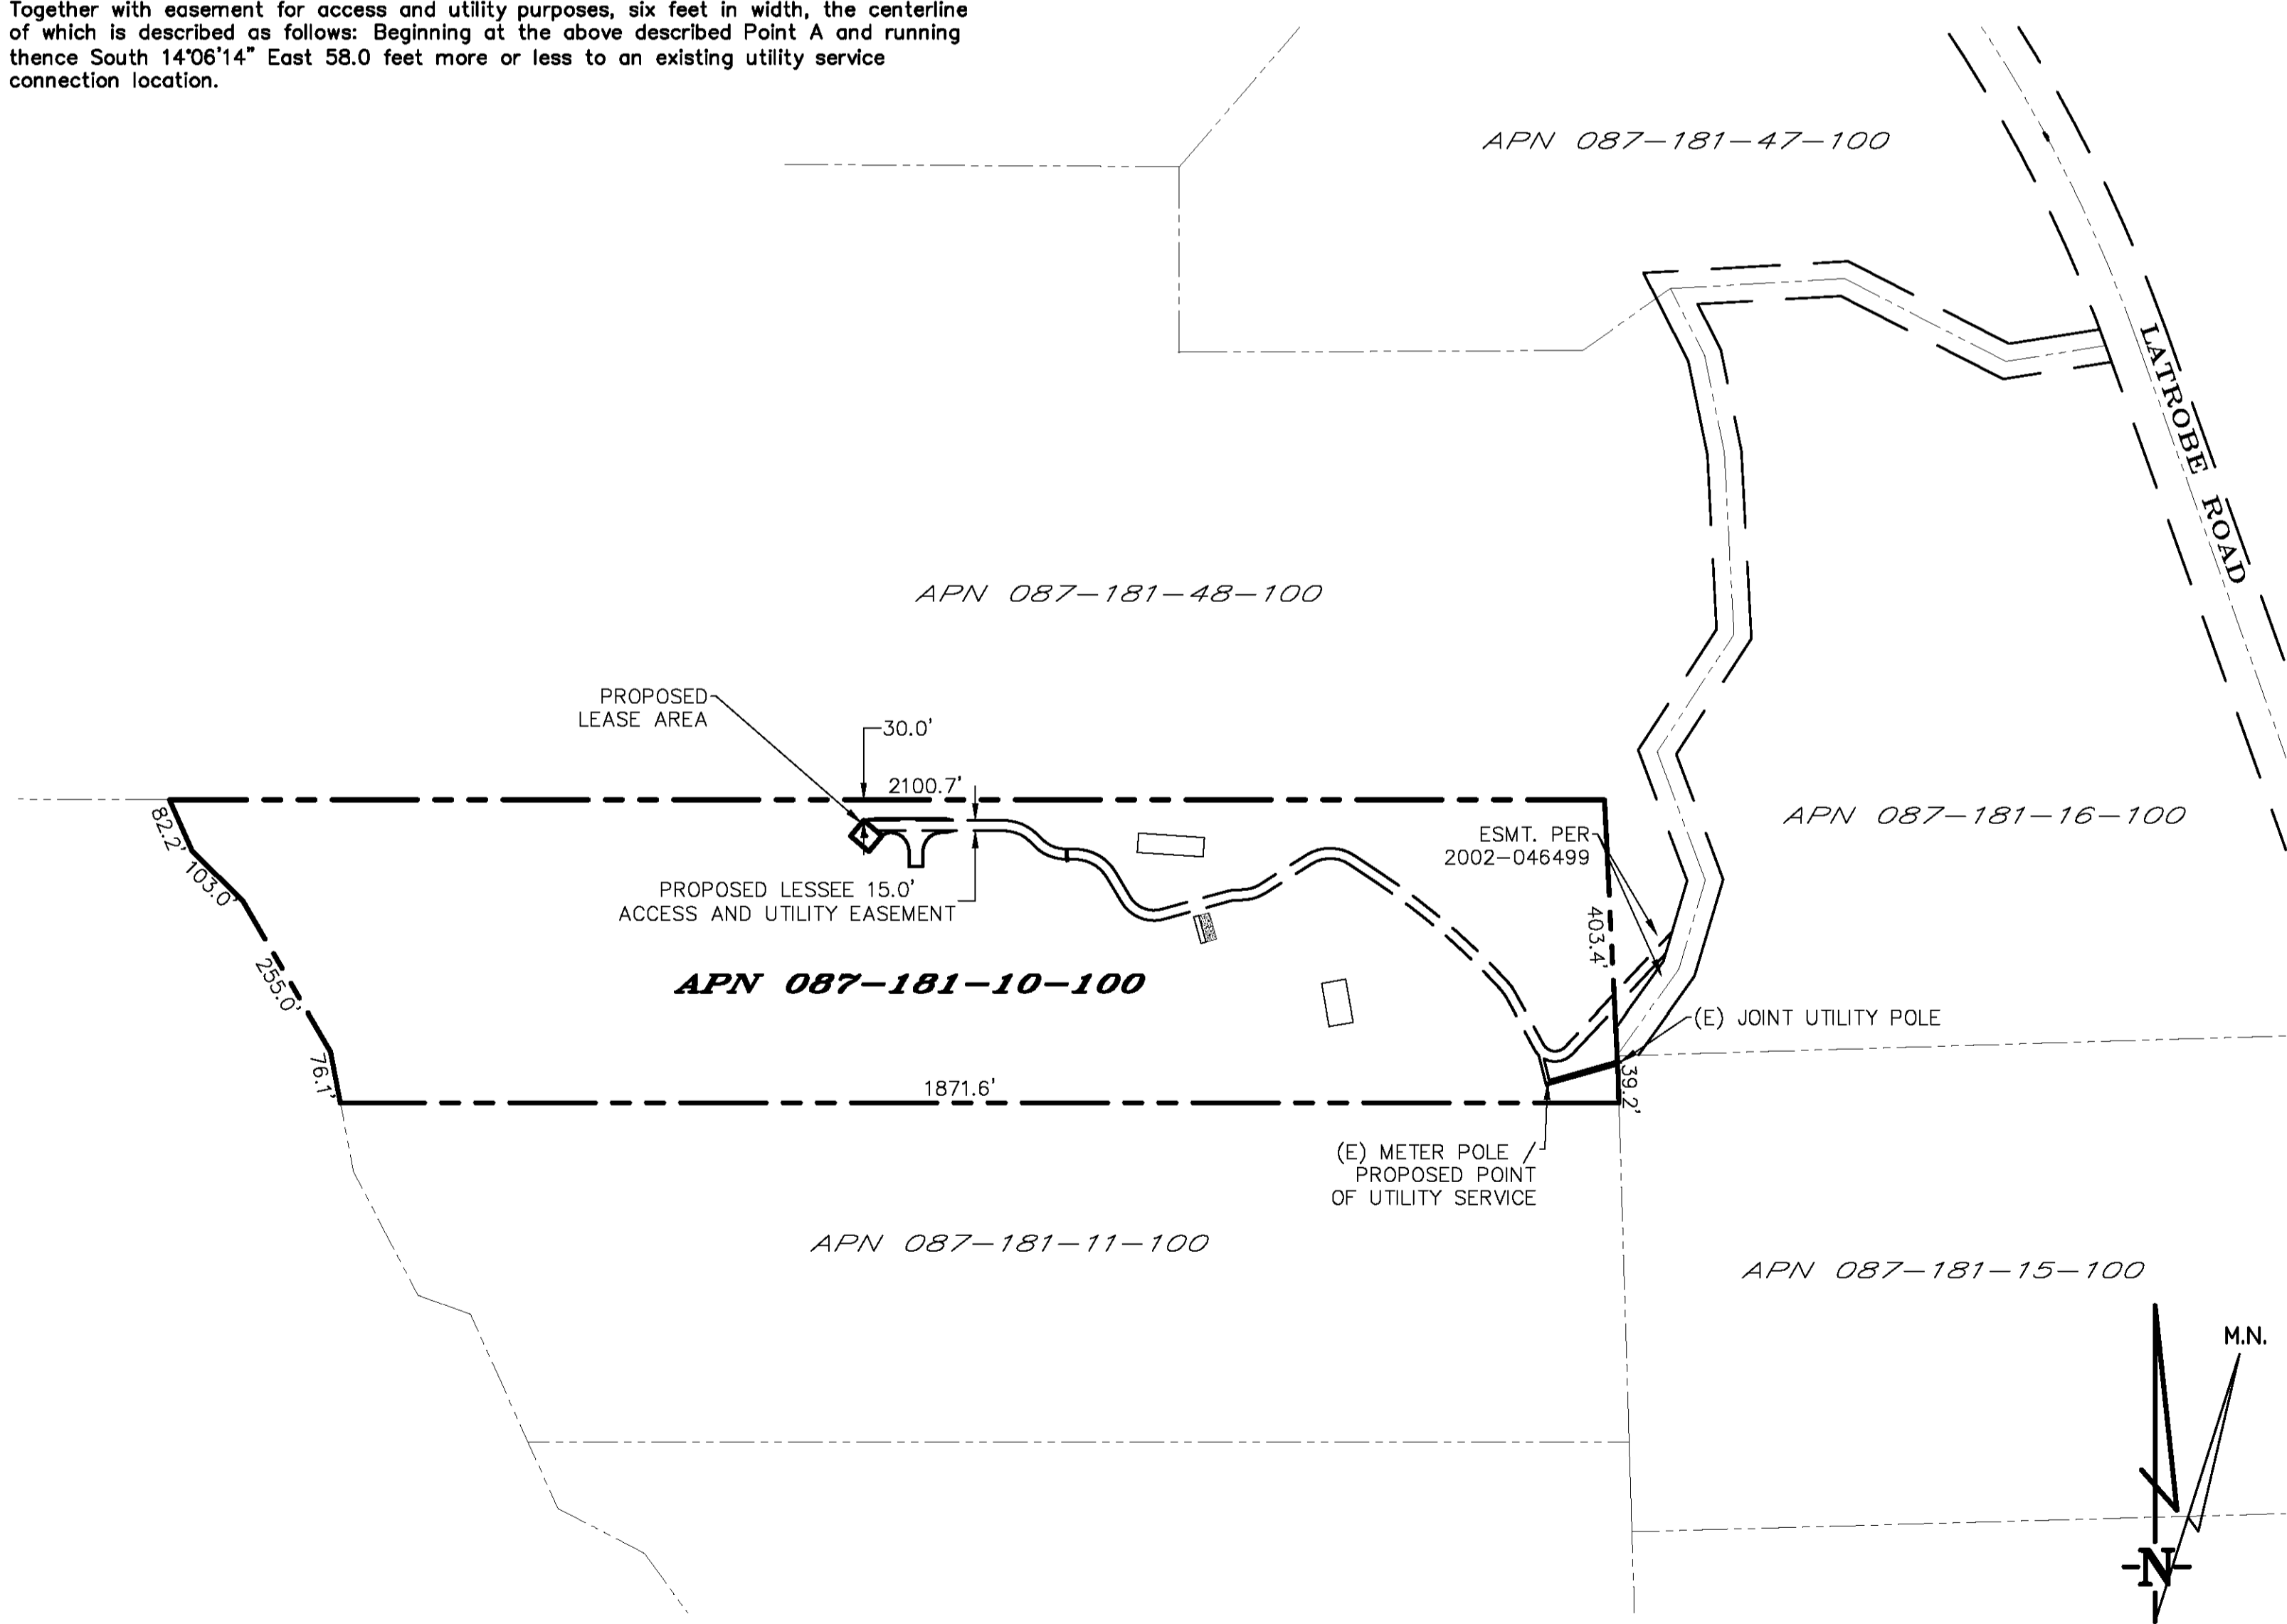 Together with easement for access and utility purposes, six feet in width, the centerline
of which is described as follows: Beginning at the above described Point A and running
thence South 14°06'14" East 58.0 feet more or less to an existing utility service
connection location.
APN 087-181-47-100
LATROBE ROAD
APN 087-181-48-100
PROPOSED
LEASE AREA
30.0'
2100.7'
82.2'
103.0'
255.0'
76.1'
PROPOSED LESSEE 15.0'
ACCESS AND UTILITY EASEMENT
ESMT. PER
2002-046499
APN 087-181-16-100
403.4'
APN 087-181-10-100
(E) JOINT UTILITY POLE
39.2'
1871.6'
(E) METER POLE /
PROPOSED POINT
OF UTILITY SERVICE
APN 087-181-11-100
APN 087-181-15-100
M.N.
-N-